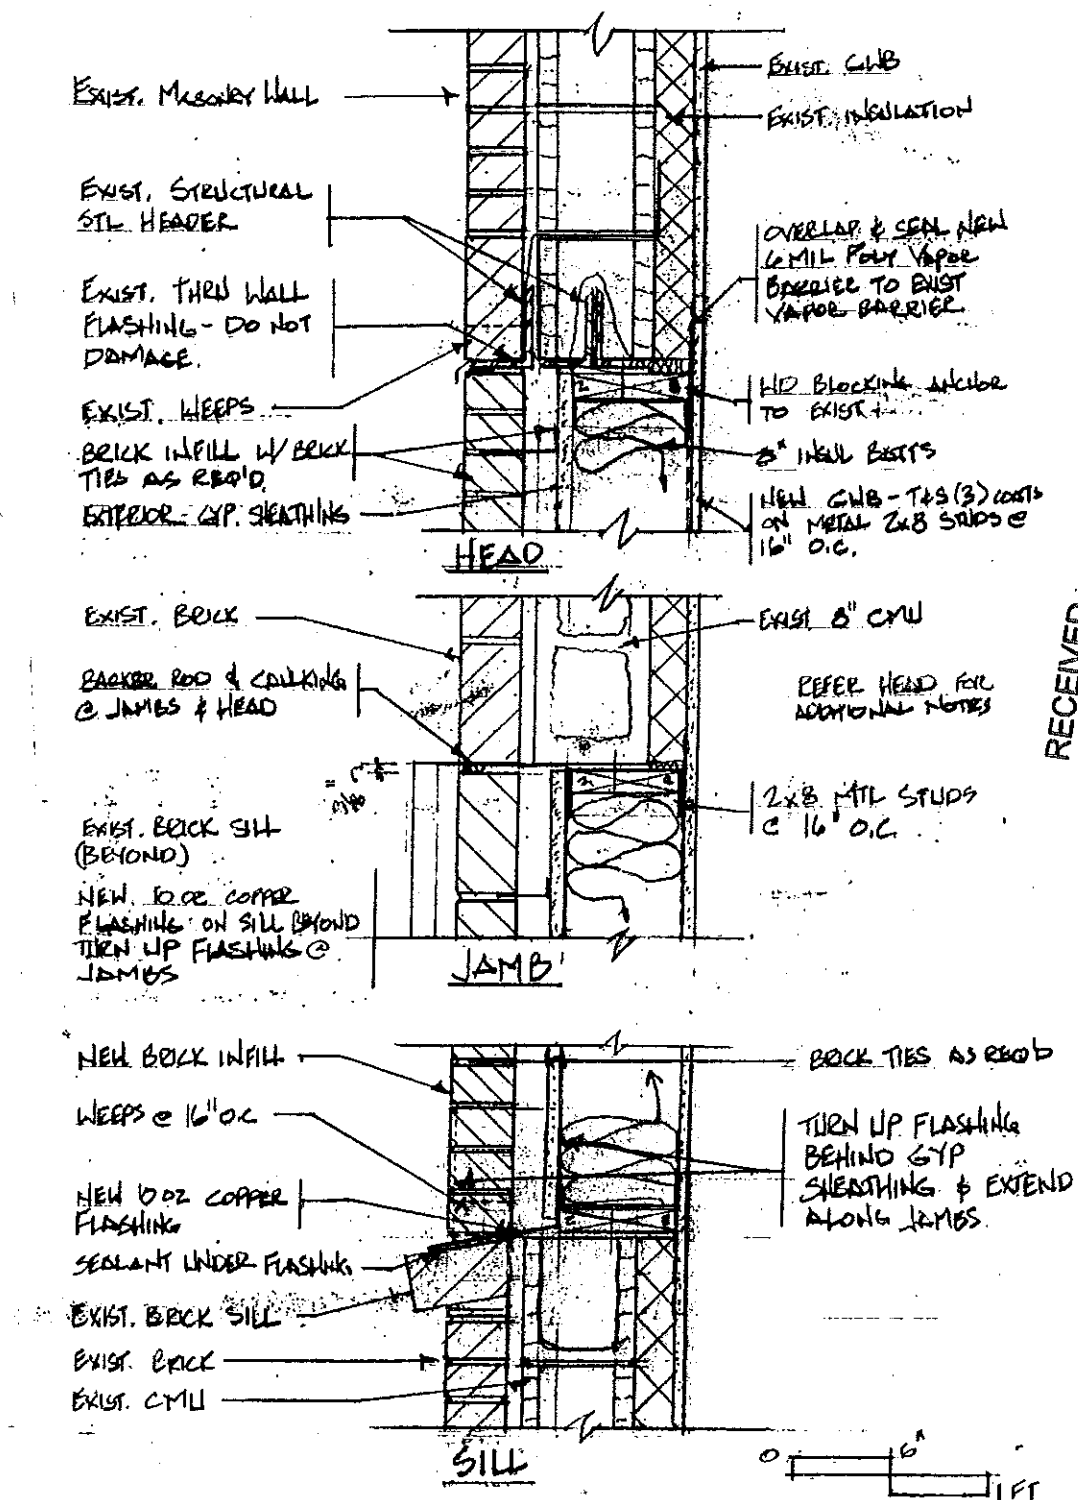 EXIST. MASONRY WALL
EXIST. GWB
EXIST. INSULATION
EXIST. STRUCTURAL
STL HEADER
OVERLAP & SEAL NEW
6 MIL POLY VAPOR
BARRIER TO EXIST
VAPOR BARRIER
EXIST. THRU WALL
FLASHING - DO NOT
DAMAGE.
EXIST. WEEPS
WD BLOCKING ANCHOR
TO EXIST
BRICK INFILL W/ BRICK
TIES AS REQ'D.
8" INSUL BATTS
EXTERIOR GYP. SHEATHING
NEW GWB - T&S (3) COATS
ON METAL 2x8 STUDS @
16" O.C.
2 8
HEAD
EXIST. BRICK
EXIST 8" CMU
BACKER ROD & CAULKING
@ JAMBS & HEAD
REFER HEAD FOR
ADDITIONAL NOTES
3/8"
2x8 MTL STUDS
@ 16" O.C.
EXIST. BRICK SILL
(BEYOND)
NEW 10 OZ COPPER
FLASHING ON SILL BEYOND
TURN UP FLASHING @
JAMBS
JAMB
RECEIVED
NEW BRICK INFILL
BRICK TIES AS REQ'D
WEEPS @ 16" O.C
TURN UP FLASHING
BEHIND GYP
SHEATHING & EXTEND
ALONG JAMBS.
NEW 10 OZ COPPER
FLASHING
SEALANT UNDER FLASHING
EXIST. BRICK SILL
EXIST. BRICK
EXIST. CMU
SILL
0 6"
1 FT